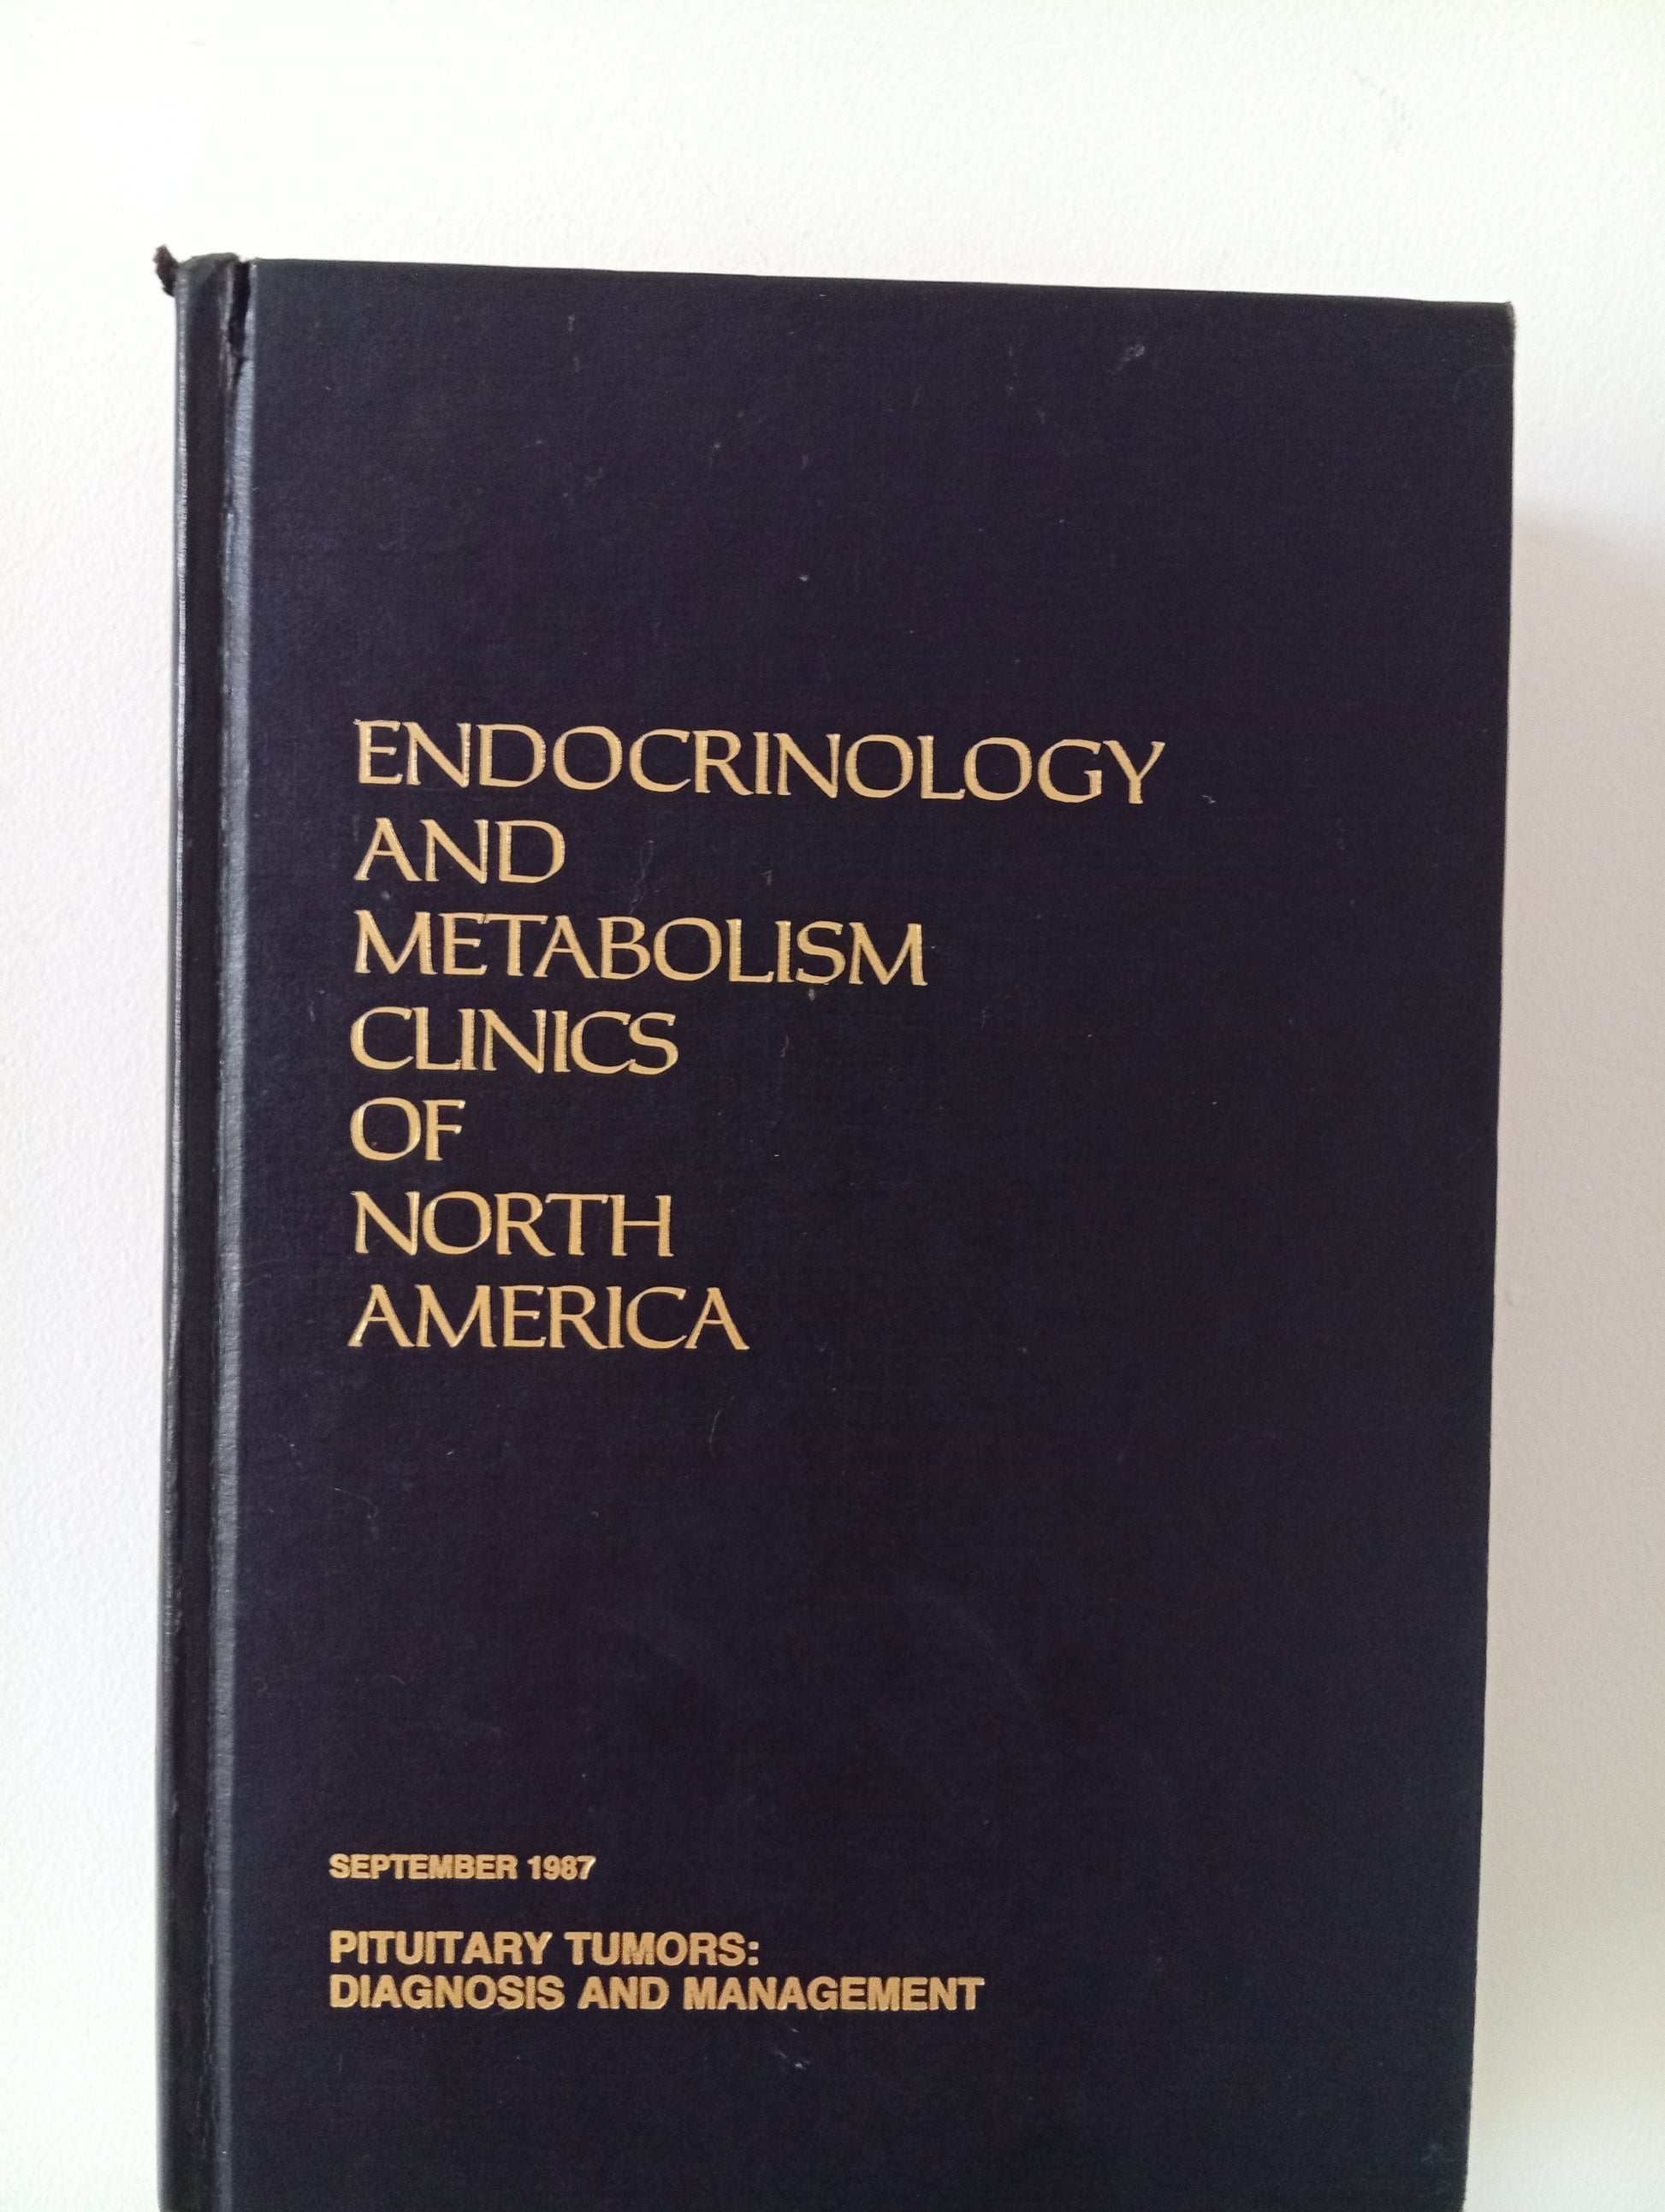 ENDOCRINOLOGY
AND
METABOLISM
CLINICS
OF
NORTH
AMERICA
SEPTEMBER 1987
PITUITARY TUMORS:
DIAGNOSIS AND MANAGEMENT